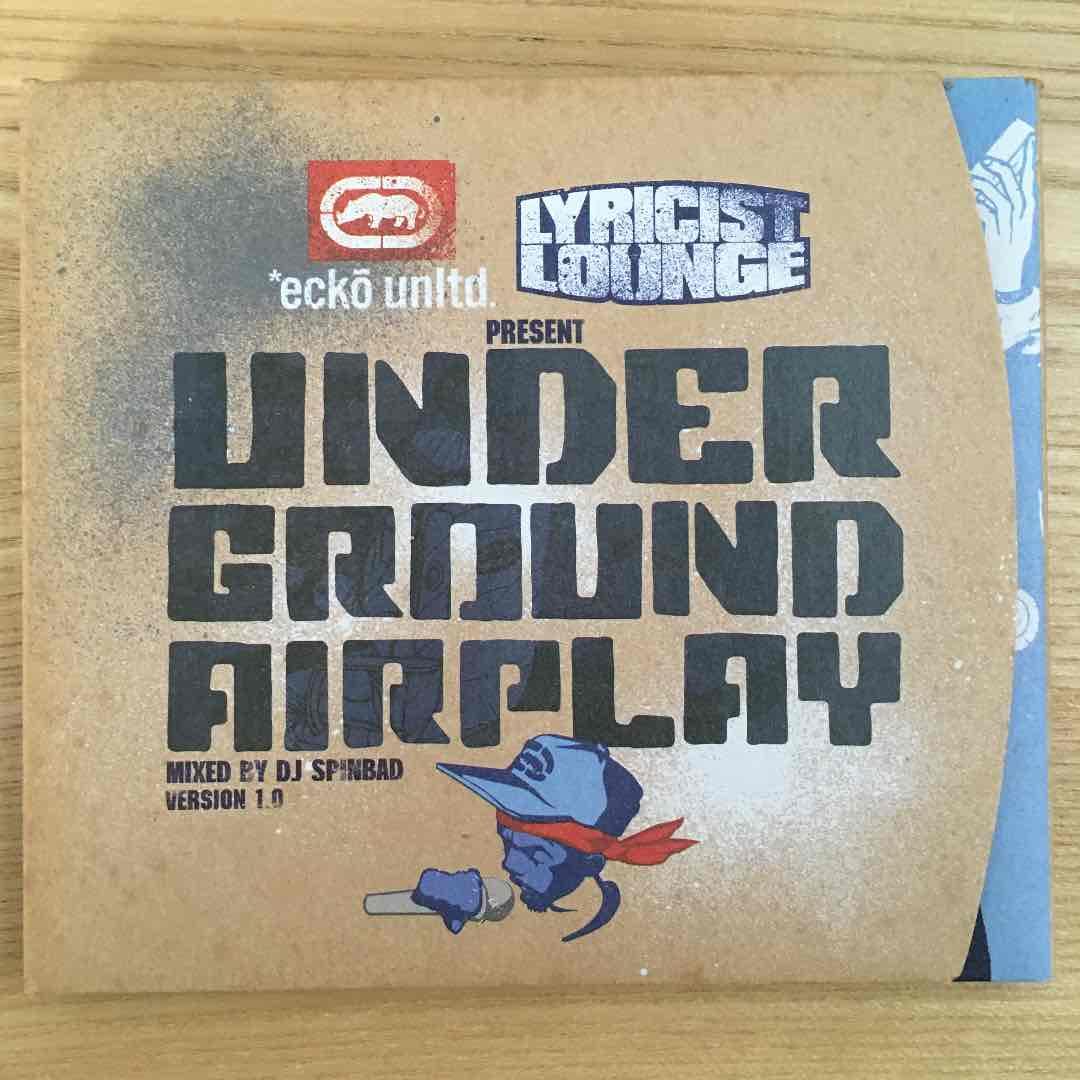 *eckō unltd.
LYRICIST
LOUNGE
PRESENT
UNDER
GROUND
AIRPLAY
MIXED BY DJ SPINBAD
VERSION 1.0